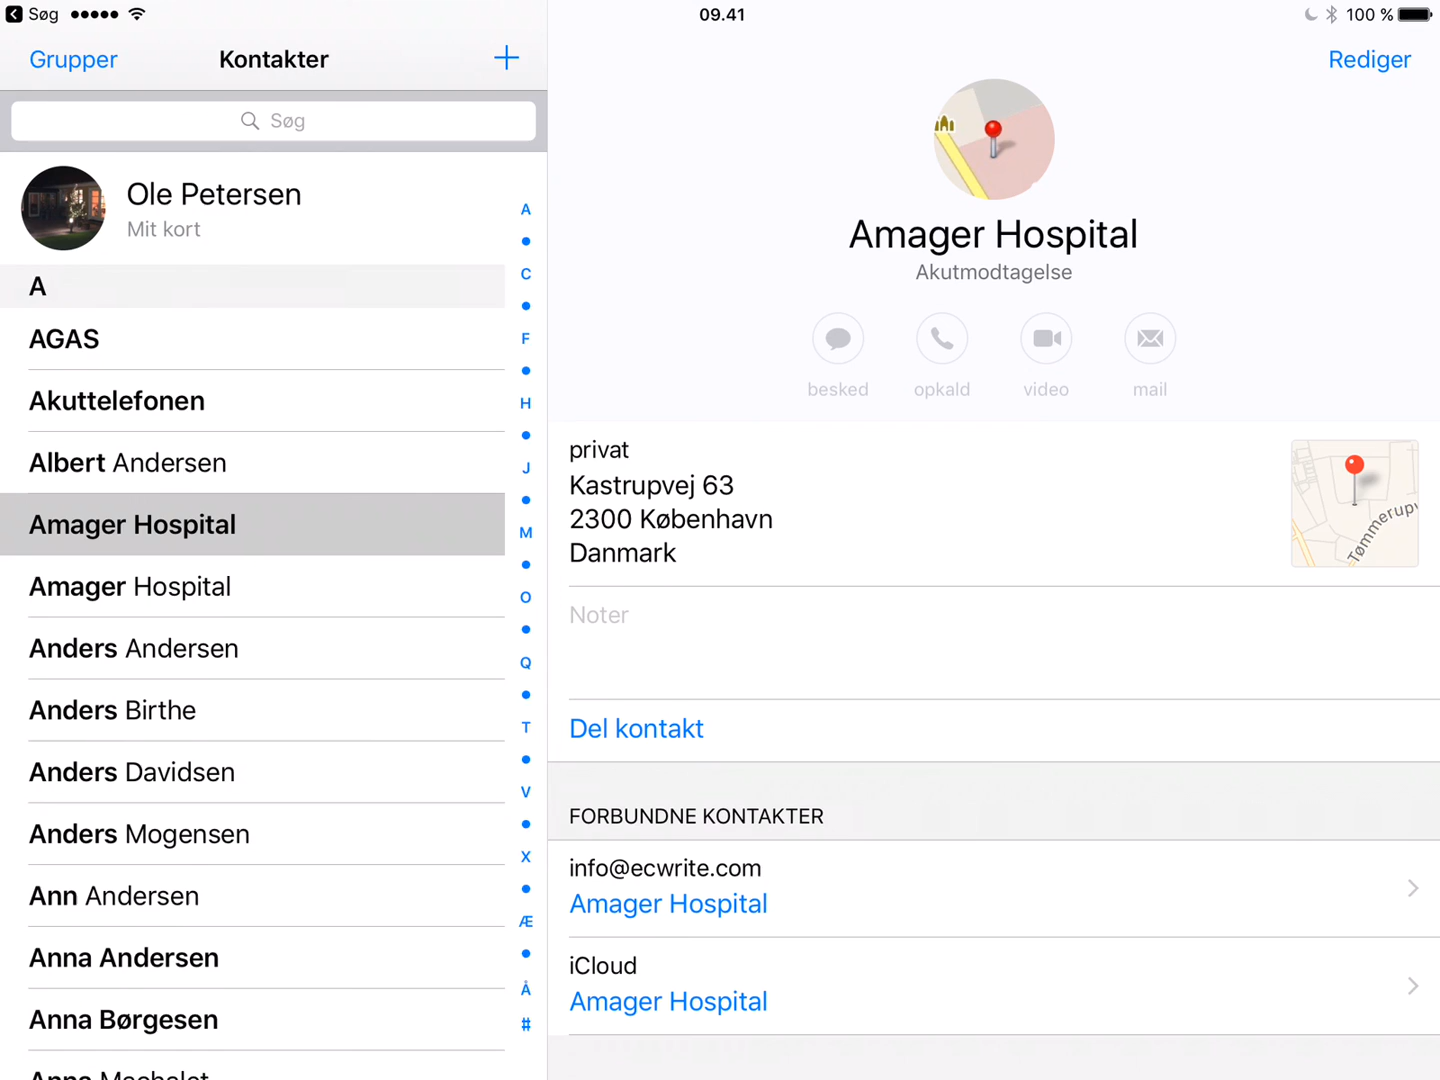 Søg
09.41
100 %
Grupper
Kontakter
Rediger
Søg
Ole Petersen
Mit kort
A
AGAS
Akuttelefonen
Albert Andersen
Amager Hospital
Amager Hospital
Anders Andersen
Anders Birthe
Anders Davidsen
Anders Mogensen
Ann Andersen
Anna Andersen
Anna Børgesen
A
C
F
H
J
M
O
Q
T
V
X
Æ
Å
#
Amager Hospital
Akutmodtagelse
besked
opkald
video
mail
privat
Kastrupvej 63
2300 København
Danmark
Noter
Del kontakt
FORBUNDNE KONTAKTER
info@ecwrite.com
Amager Hospital
iCloud
Amager Hospital